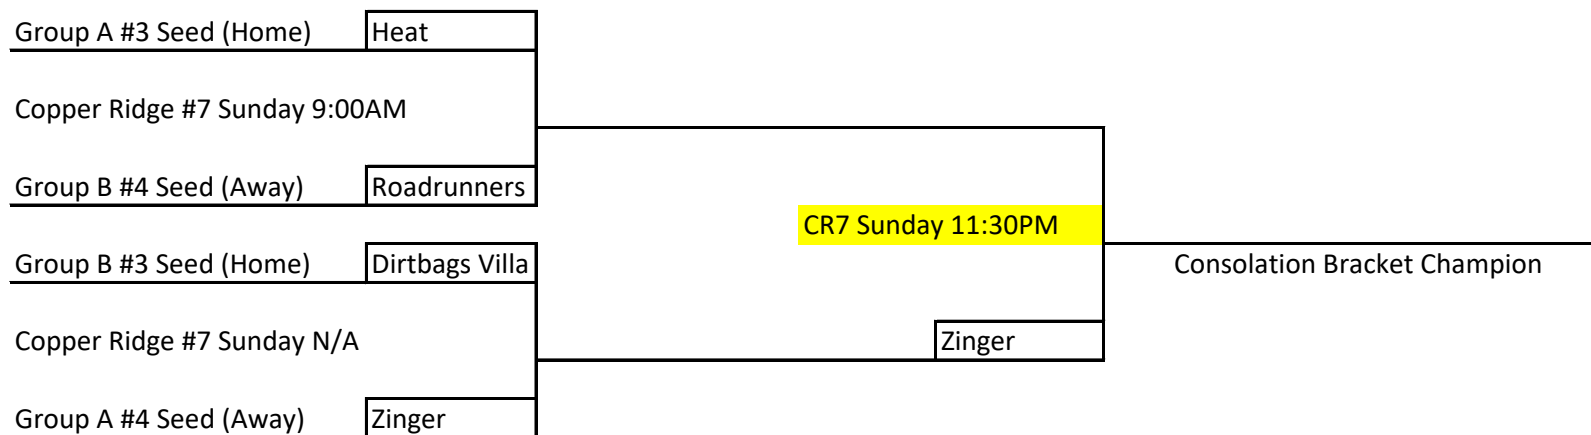 Group A #3 Seed (Home) Heat
Copper Ridge #7 Sunday 9:00AM
Group B #4 Seed (Away) Roadrunners
CR7 Sunday 11:30PM
Group B #3 Seed (Home) Dirtbags Villa
Consolation Bracket Champion
Copper Ridge #7 Sunday N/A
Zinger
Group A #4 Seed (Away) Zinger